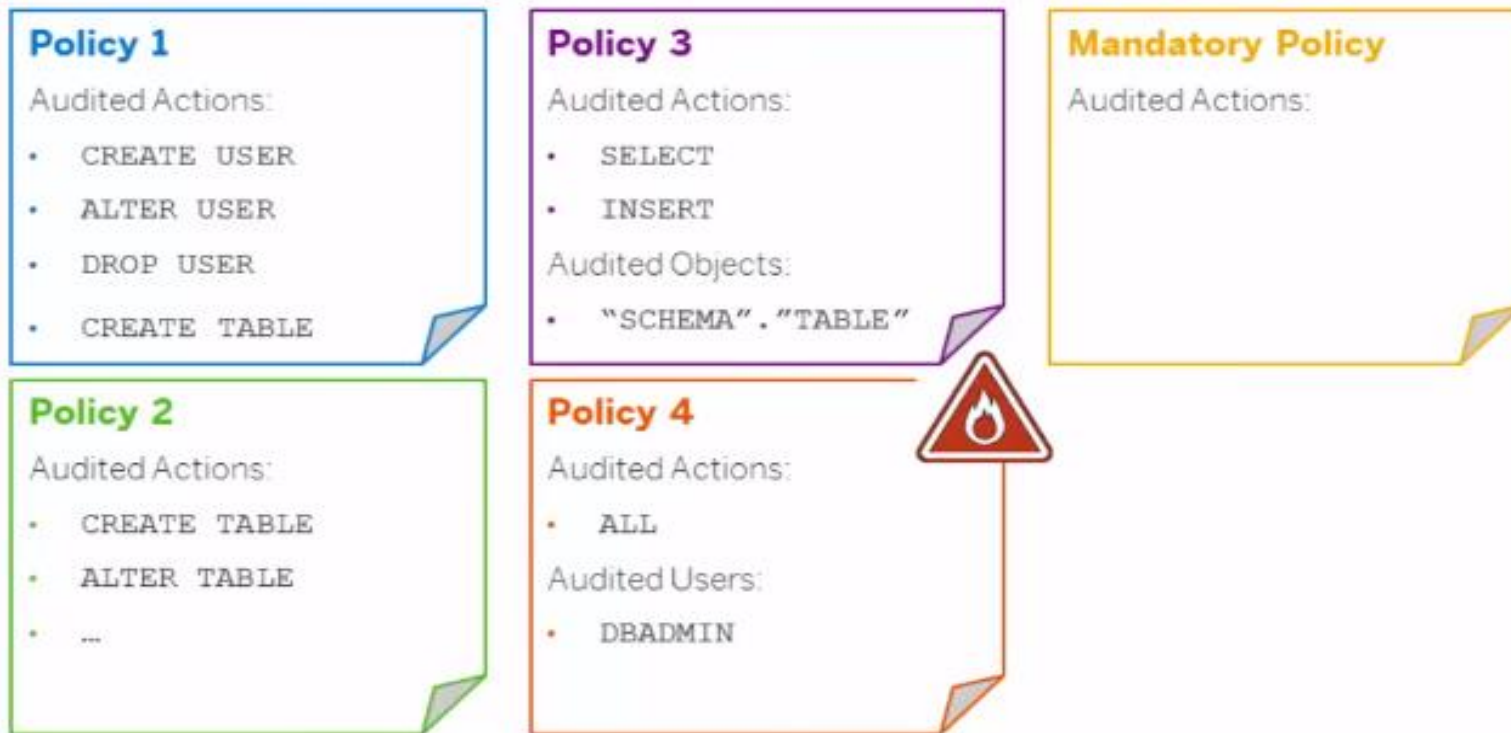 Policy 1
Audited Actions:
• CREATE USER
• ALTER USER
• DROP USER
• CREATE TABLE
Policy 3
Audited Actions:
• SELECT
• INSERT
Audited Objects:
• “SCHEMA”.”TABLE”
Mandatory Policy
Audited Actions:
Policy 2
Audited Actions:
• CREATE TABLE
• ALTER TABLE
• …
Policy 4
Audited Actions:
• ALL
Audited Users:
• DBADMIN